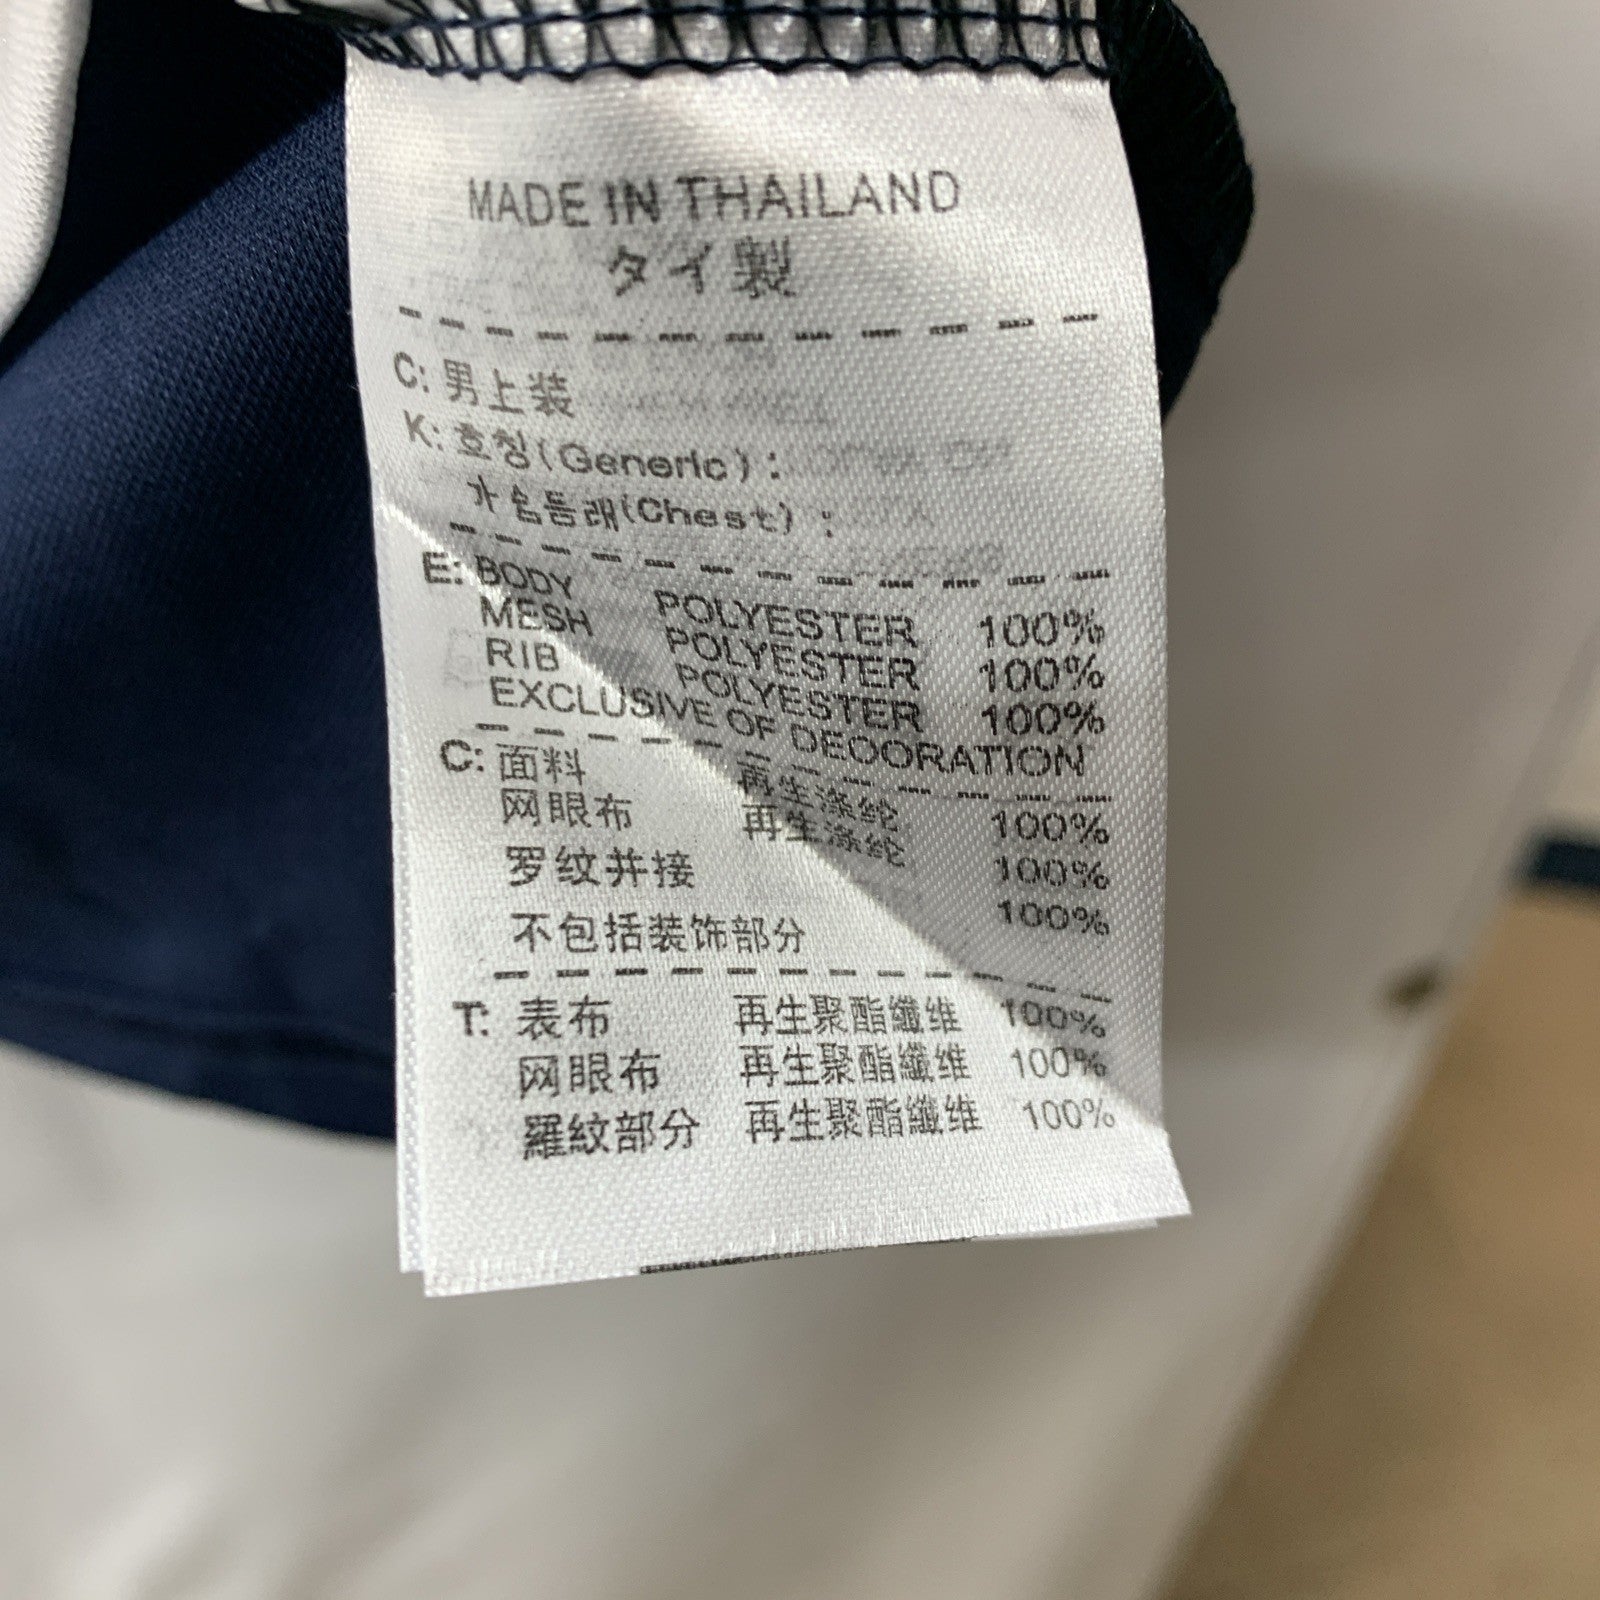 MADE IN THAILAND
タイ製
C: 男上装
K: 호칭(Generic) :
가슴둘레(Chest) :
E: BODY POLYESTER 100%
MESH POLYESTER 100%
RIB POLYESTER 100%
EXCLUSIVE OF DEOORATION
C: 面料 再生涤纶 100%
网眼布 再生涤纶 100%
罗纹并接 100%
不包括装饰部分
T: 表布 再生聚酯纖维 100%
网眼布 再生聚酯纖维 100%
羅紋部分 再生聚酯纖维 100%